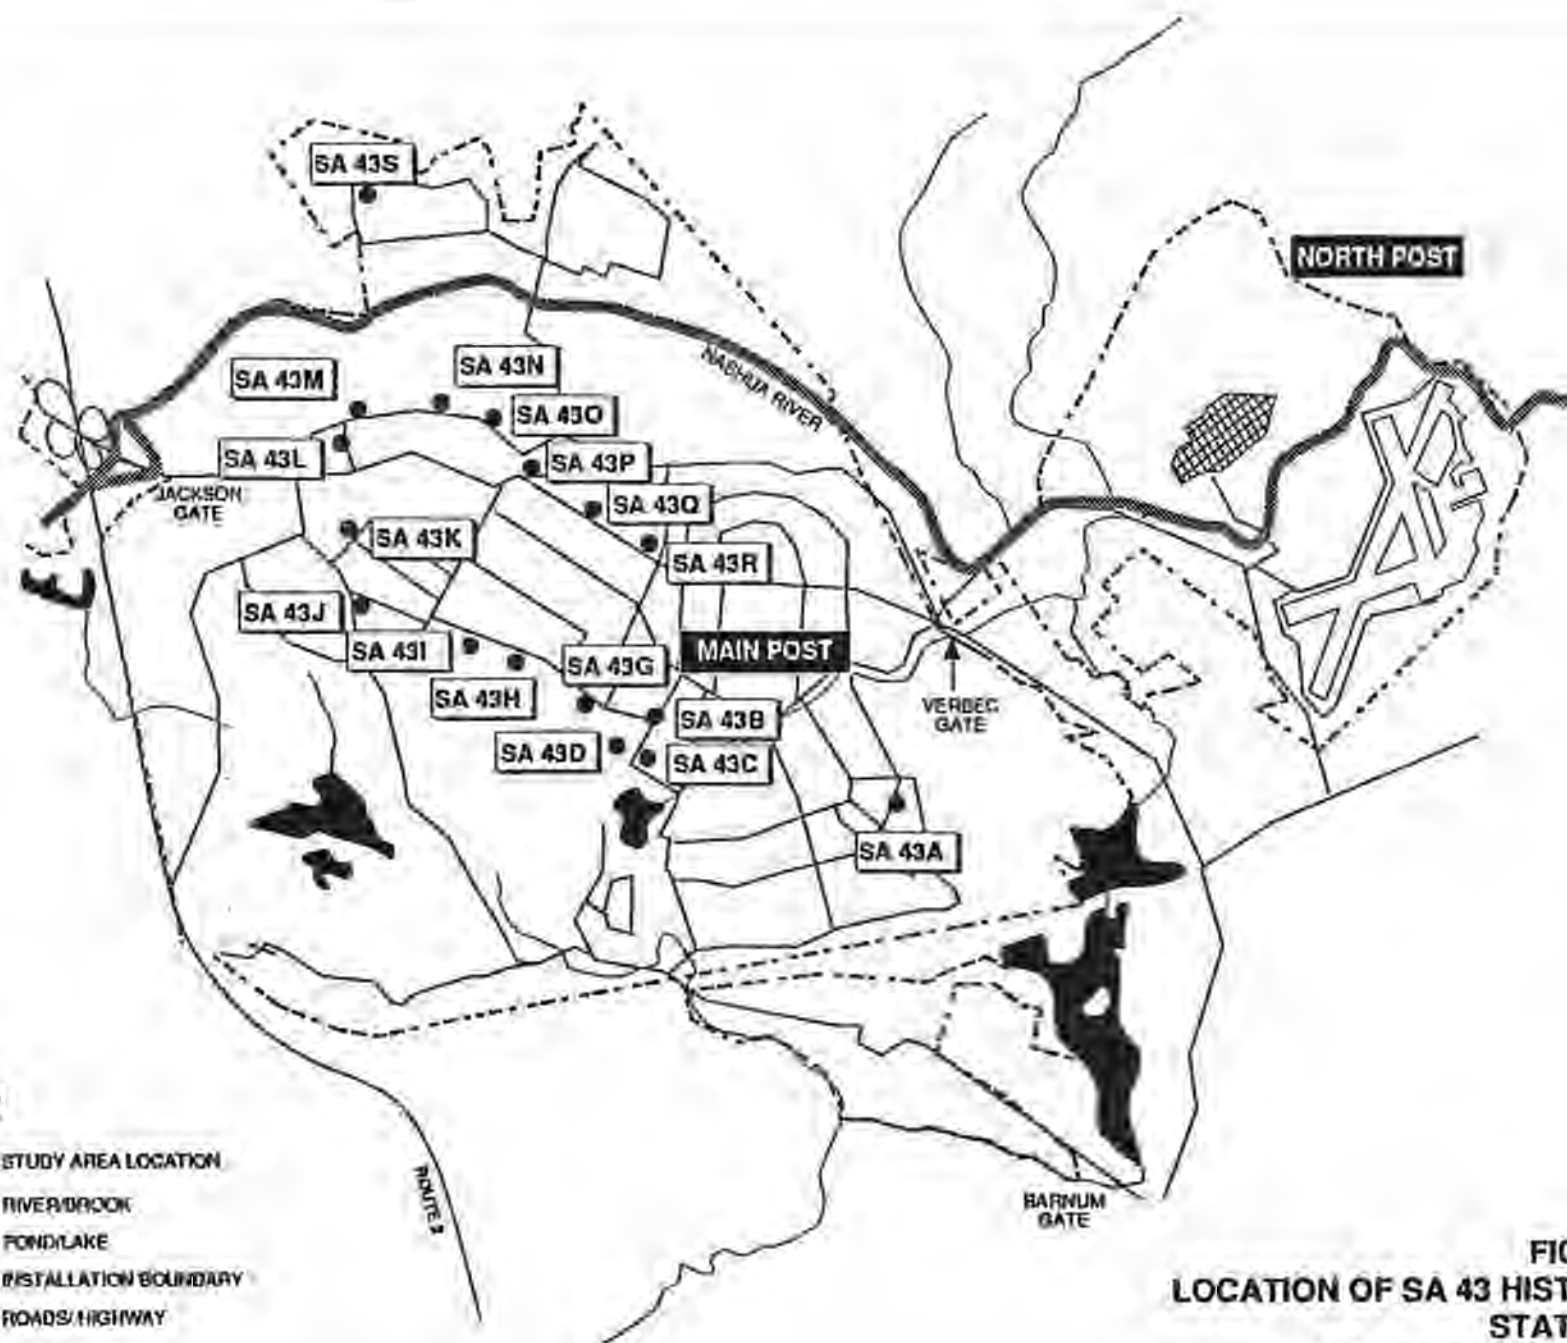 SA 43S
NORTH POST
SA 43M
SA 43N
NASHUA RIVER
SA 43O
SA 43L
SA 43P
JACKSON
GATE
SA 43Q
SA 43K
SA 43R
SA 43J
SA 43I
SA 43G
MAIN POST
SA 43H
SA 43B
VERBEC
GATE
SA 43D
SA 43C
SA 43A
STUDY AREA LOCATION
RIVER/BROOK
POND/LAKE
INSTALLATION BOUNDARY
ROADS/HIGHWAY
ROUTE 2
BARNUM
GATE
FIG
LOCATION OF SA 43 HIST
STAT